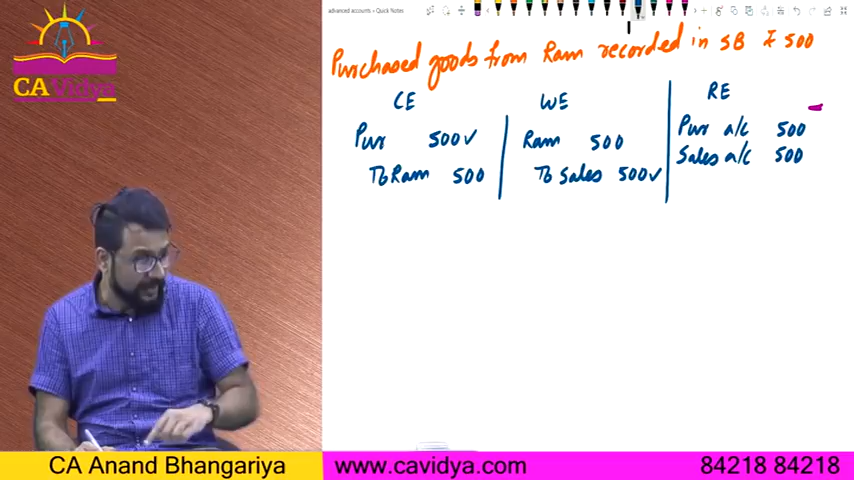 advanced accounts – Quick Notes
CA Vidya
Purchased goods from Ram recorded in SB ₹ 500
CE
Pur 500✓
To Ram 500
WE
Ram 500
To Sales 500✓
RE
Pur a/c 500
Sales a/c 500
CA Anand Bhangariya
www.cavidya.com
84218 84218